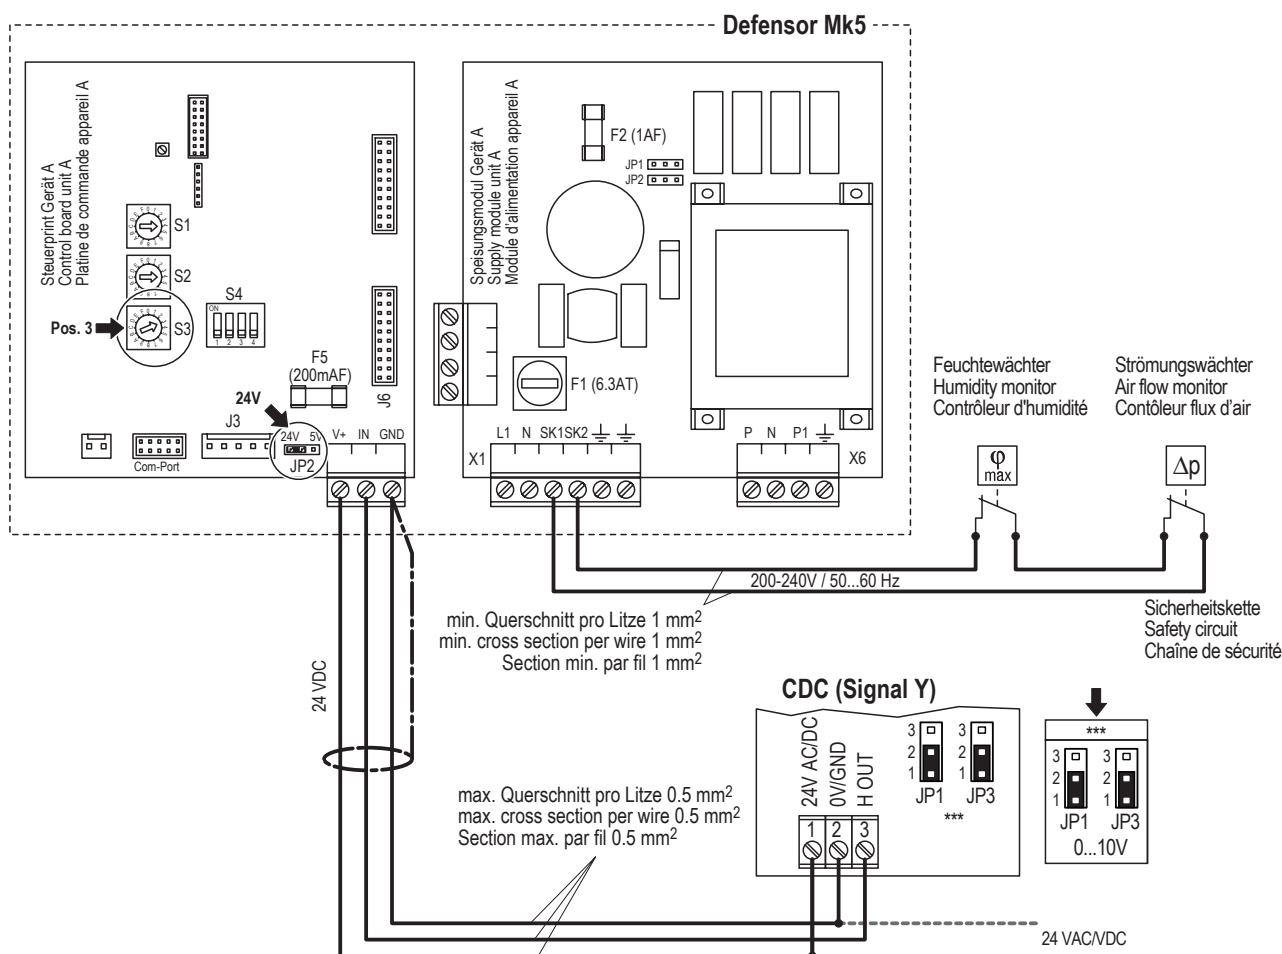 Defensor Mk5
Steuerprint Gerät A
Control board unit A
Platine de commande appareil A
S1
S2
S3
Pos. 3
S4
ON
1 2 3 4
F5
(200mAF)
24V
J3
J6
24V 5V
JP2
V+ IN GND
Com-Port
Speisungsmodul Gerät A
Supply module unit A
Module d'alimentation appareil A
F2 (1AF)
JP1
JP2
F1 (6.3AT)
L1 N SK1 SK2
X1
P N P1
X6
Feuchtewächter
Humidity monitor
Contrôleur d'humidité
Strömungswächter
Air flow monitor
Contôleur flux d'air
φ
max
Δp
200-240V / 50...60 Hz
min. Querschnitt pro Litze 1 mm²
min. cross section per wire 1 mm²
Section min. par fil 1 mm²
Sicherheitskette
Safety circuit
Chaîne de sécurité
24 VDC
CDC (Signal Y)
24V AC/DC
0V/GND
H OUT
1 2 3
3
2
1
JP1
3
2
1
JP3
***
***
3
2
1
JP1
3
2
1
JP3
0...10V
max. Querschnitt pro Litze 0.5 mm²
max. cross section per wire 0.5 mm²
Section max. par fil 0.5 mm²
24 VAC/VDC